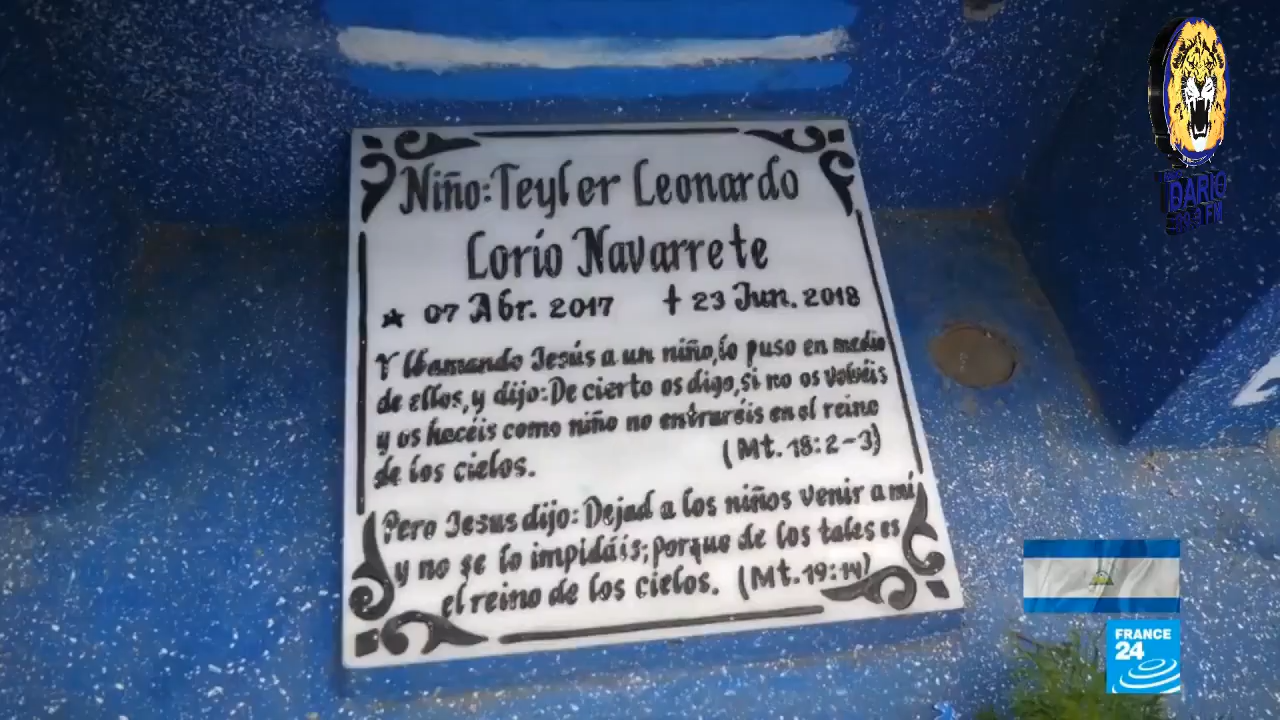 Niño: Teyler Leonardo
Lorío Navarrete
07 Abr. 2017 † 23 Jun. 2018
Y llamando Jesús a un niño, lo puso en medio
de ellos, y dijo: De cierto os digo, si no os volvéis
y os hacéis como niño no entraréis en el reino
de los cielos.
(Mt. 18:2-3)
Pero Jesus dijo: Dejad a los niños venir a mi,
y no se lo impidáis; porque de los tales es
el reino de los cielos. (Mt. 19:14)
DARIO
FM
FRANCE
24